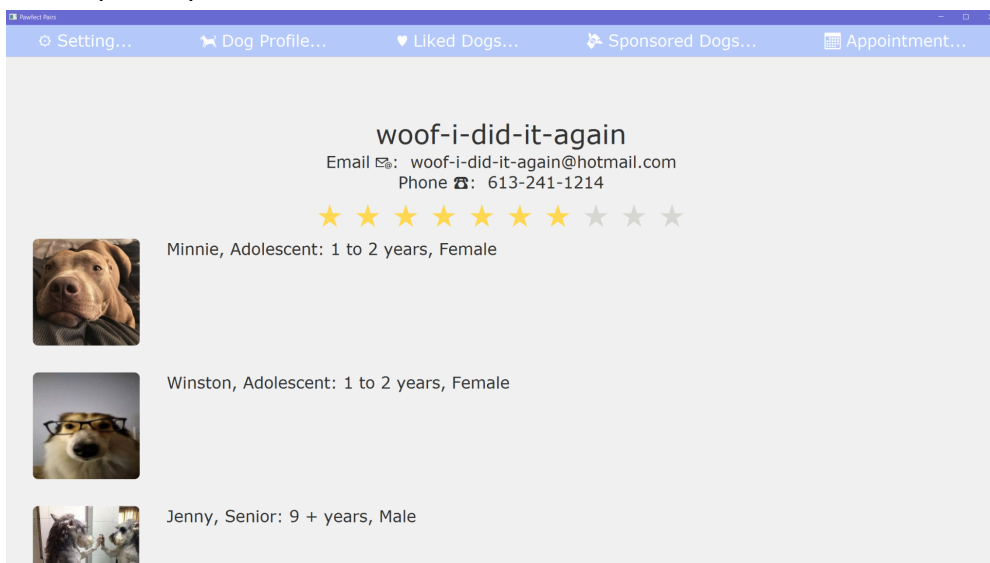 Pawfect Pairs
Setting... Dog Profile... Liked Dogs... Sponsored Dogs... Appointment...
woof-i-did-it-again
Email : woof-i-did-it-again@hotmail.com
Phone : 613-241-1214
Minnie, Adolescent: 1 to 2 years, Female
Winston, Adolescent: 1 to 2 years, Female
Jenny, Senior: 9 + years, Male